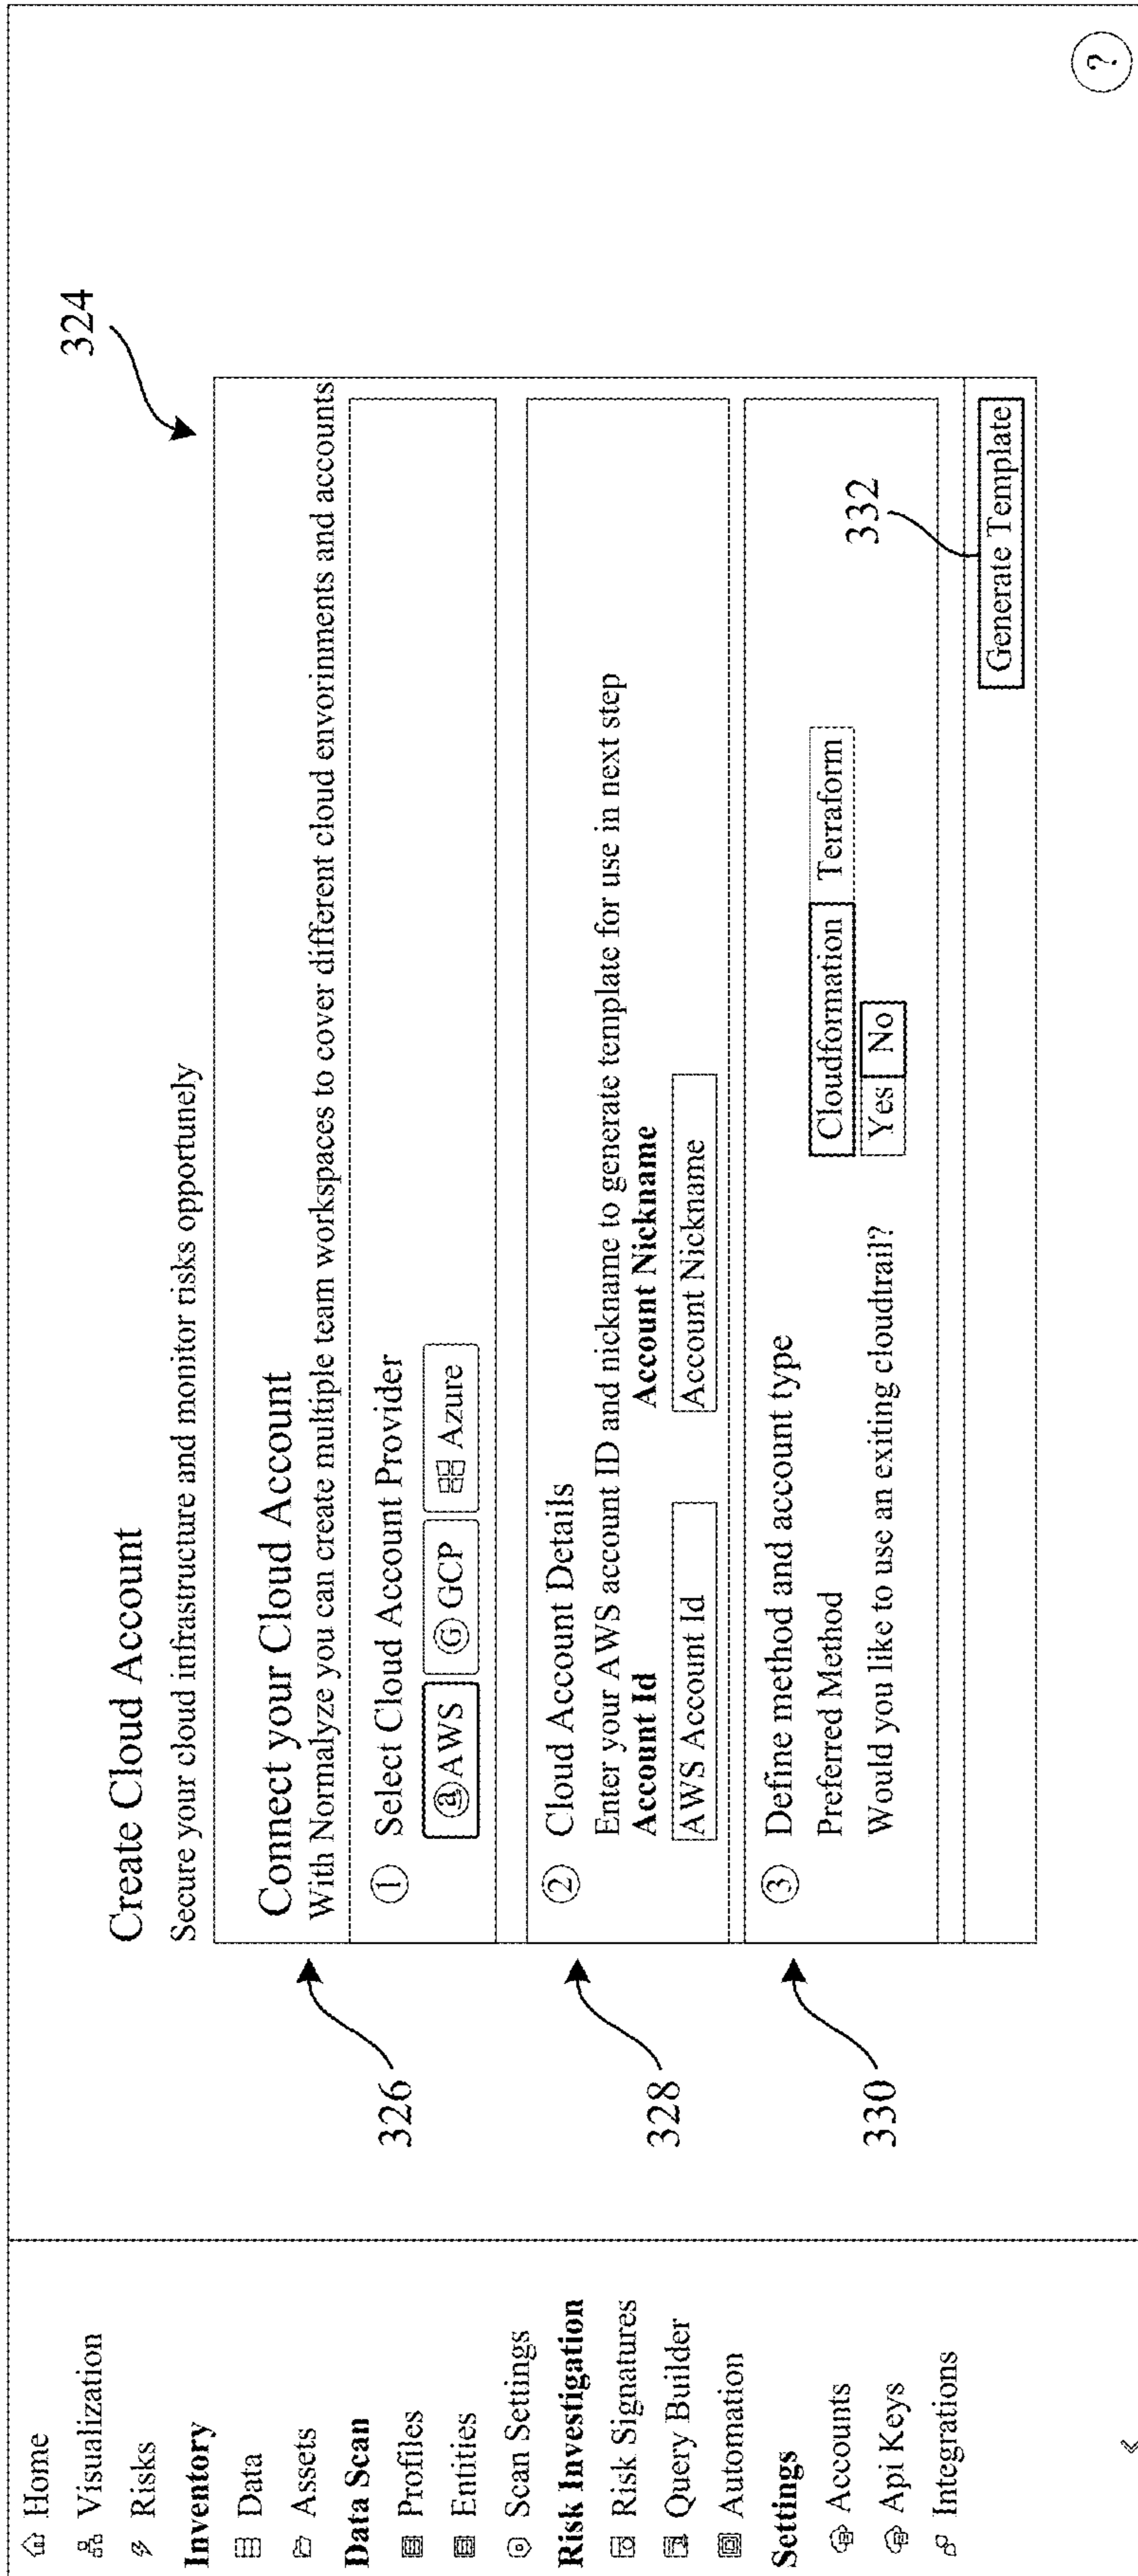 Home
Visualization
Risks
Inventory
Data
Assets
Data Scan
Profiles
Entities
Scan Settings
Risk Investigation
Risk Signatures
Query Builder
Automation
Settings
Accounts
Api Keys
Integrations
«
Create Cloud Account
Secure your cloud infrastructure and monitor risks opportunely
324
Connect your Cloud Account
With Normalyze you can create multiple team workspaces to cover different cloud envorinments and accounts
326
1 Select Cloud Account Provider
@ AWS G GCP Azure
328
2 Cloud Account Details
Enter your AWS account ID and nickname to generate template for use in next step
Account Id Account Nickname
AWS Account Id Account Nickname
330
3 Define method and account type
Preferred Method Cloudformation Terraform
Would you like to use an exiting cloudtrail? Yes No
332
Generate Template
?